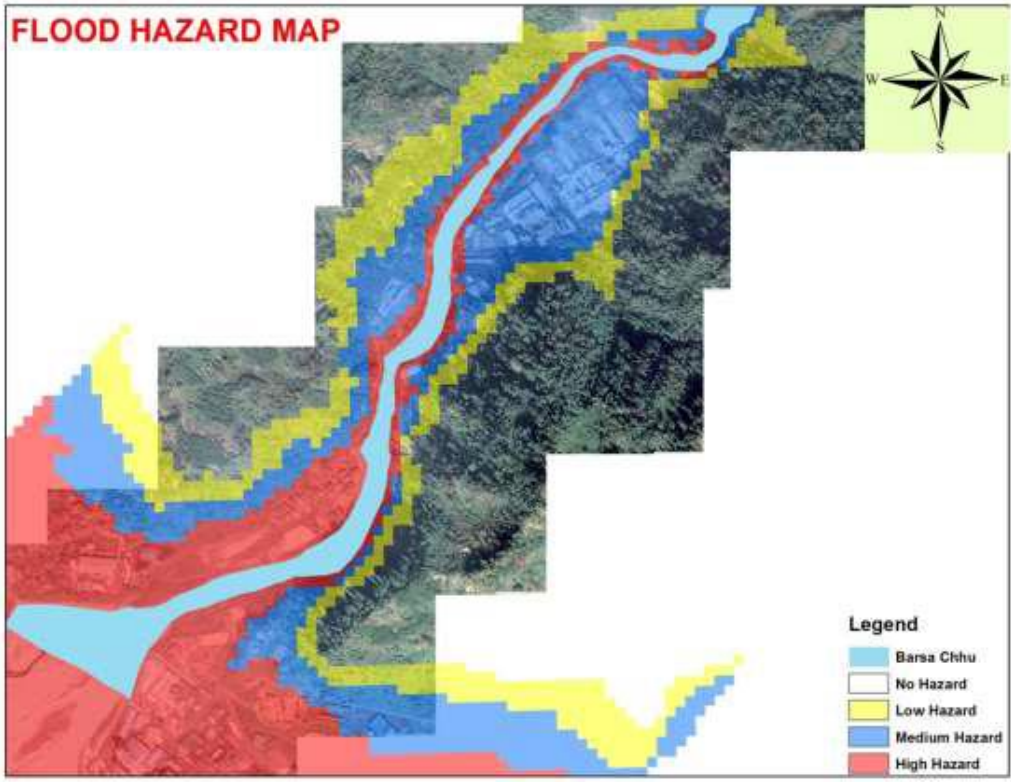 FLOOD HAZARD MAP
N
W E
S
Legend
Barsa Chhu
No Hazard
Low Hazard
Medium Hazard
High Hazard